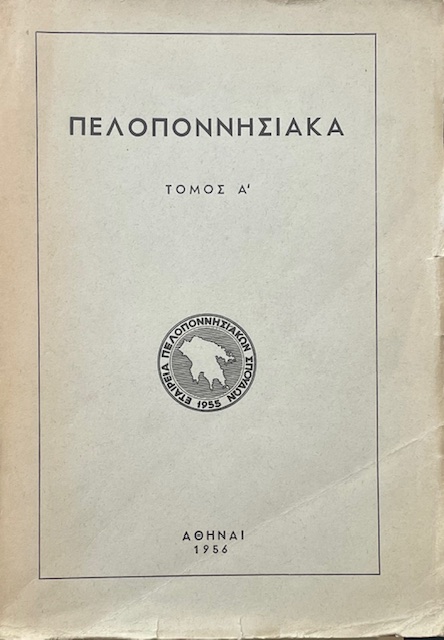 ΠΕΛΟΠΟΝΝΗΣΙΑΚΑ
ΤΟΜΟΣ Α'
ΕΤΑΙΡΕΙΑ ΠΕΛΟΠΟΝΝΗΣΙΑΚΩΝ ΣΠΟΥΔΩΝ
1955
ΑΘΗΝΑΙ
1956